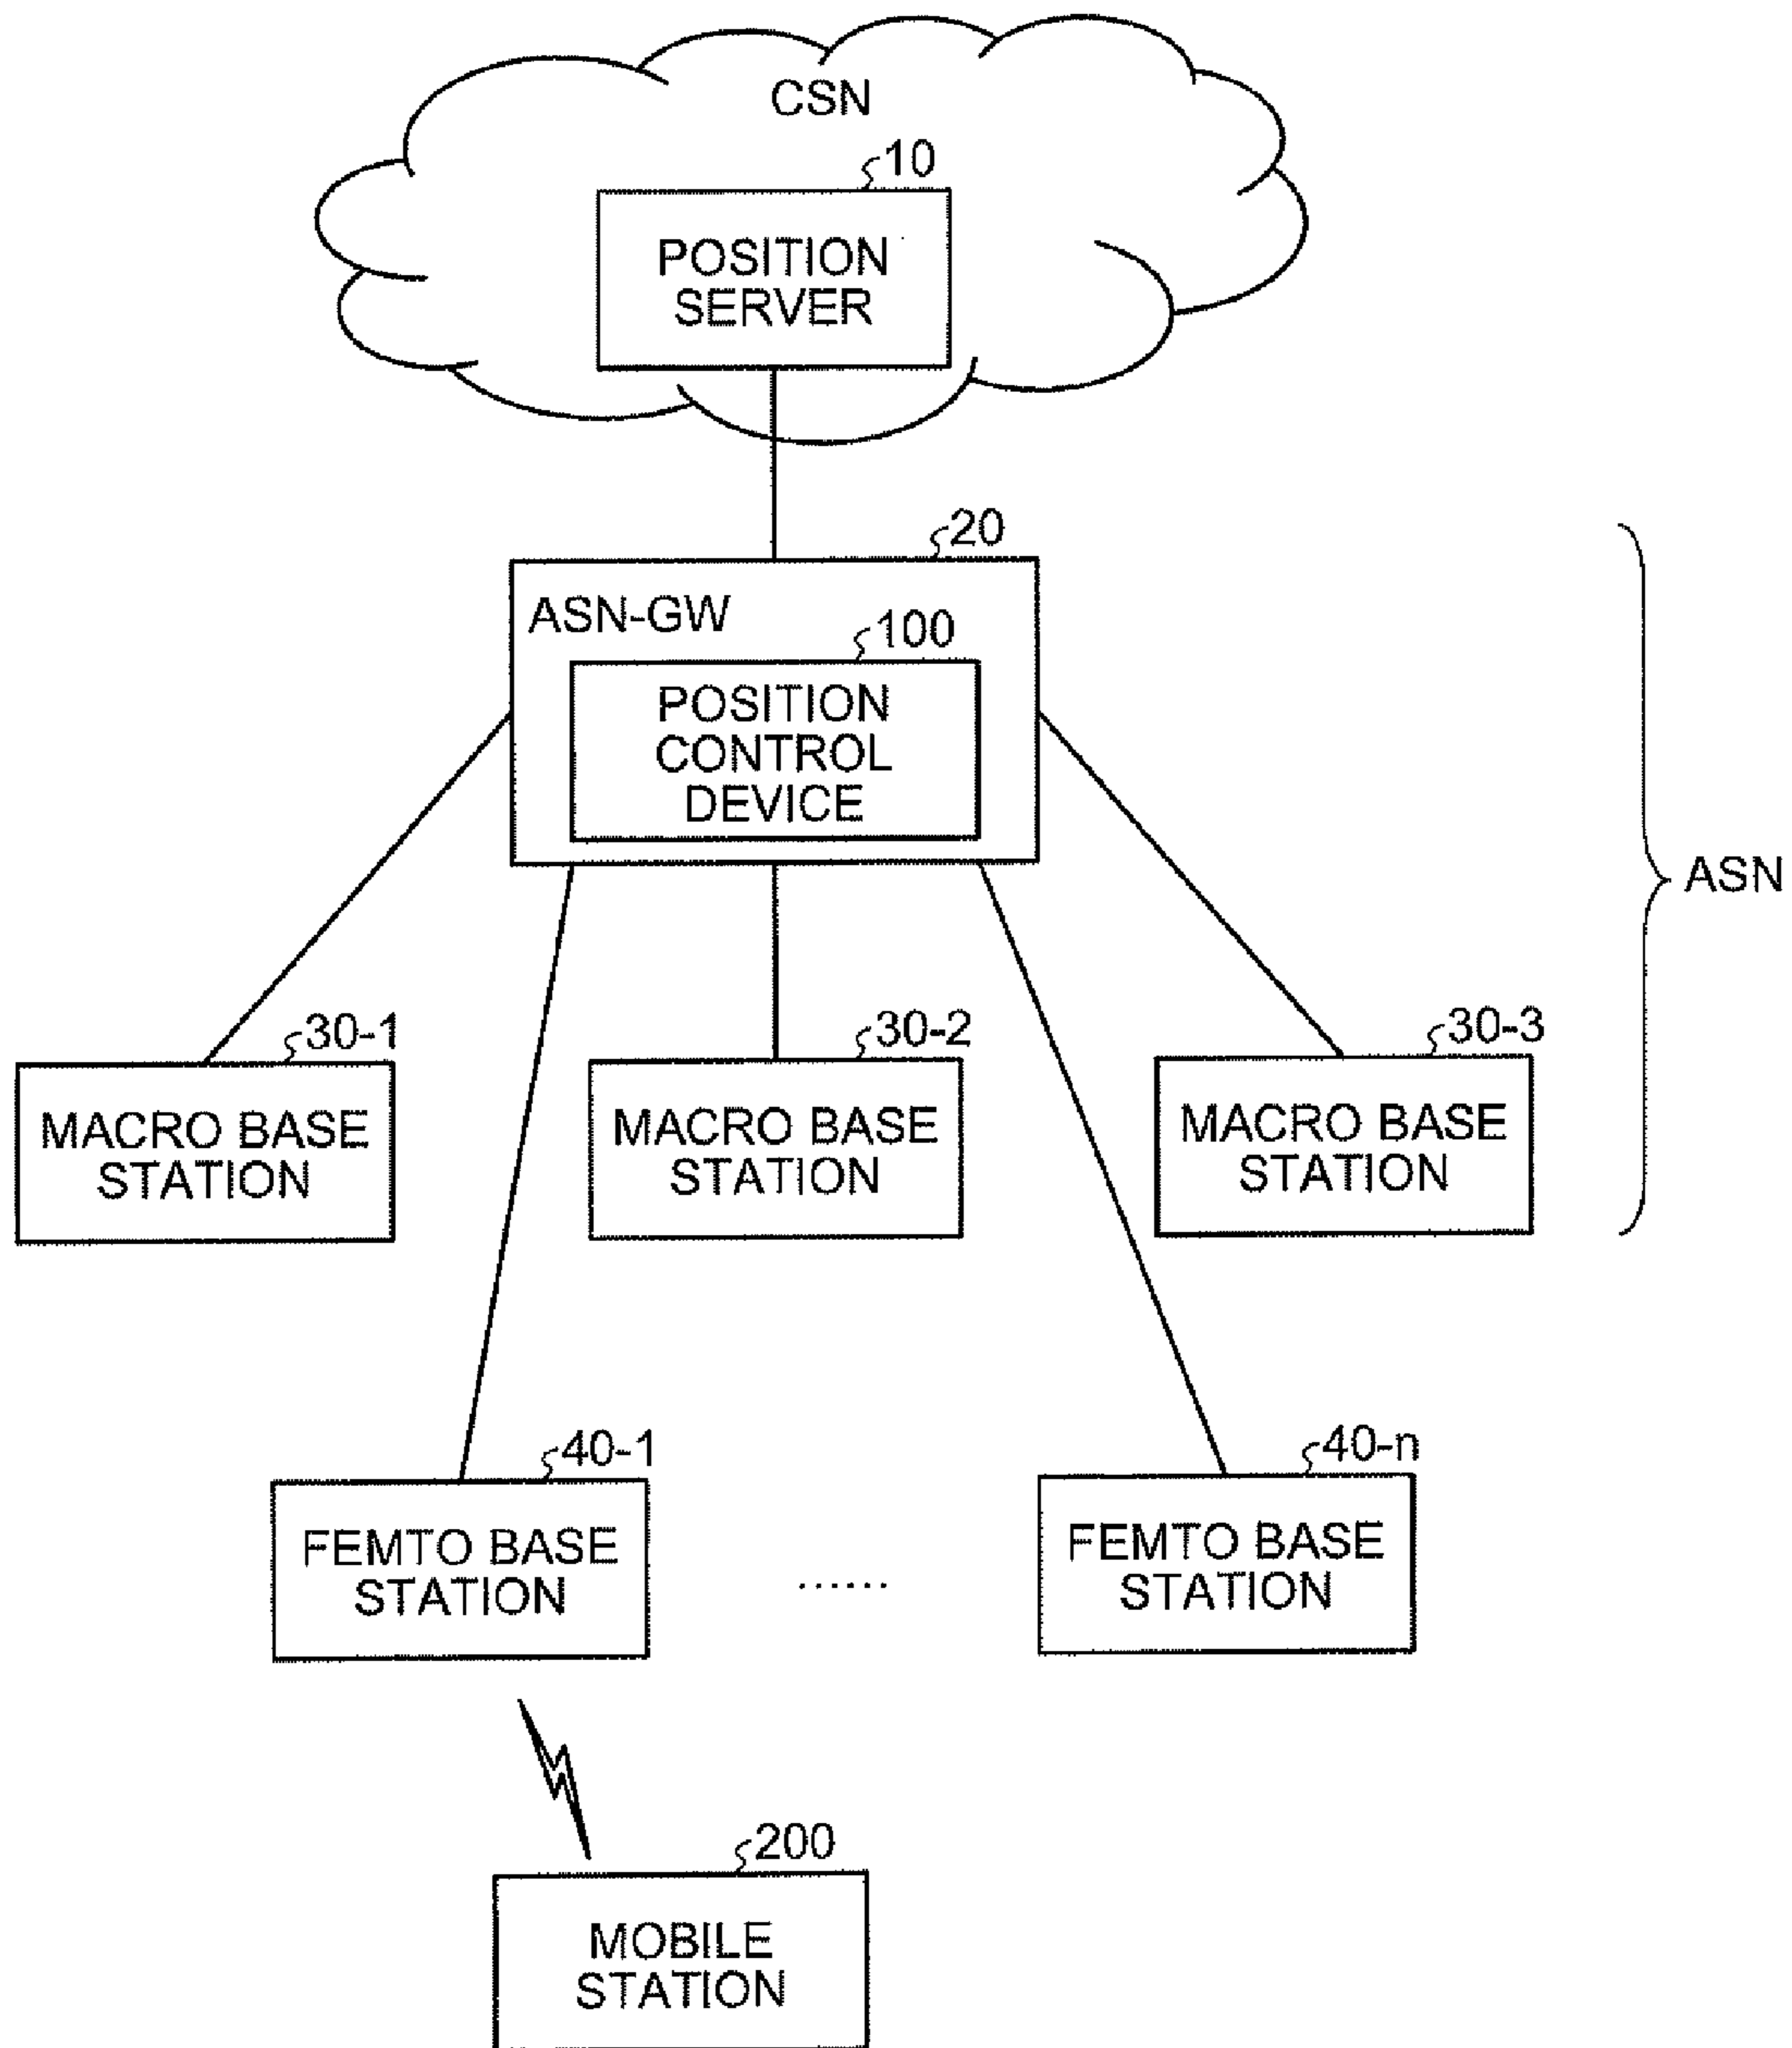 CSN
10
POSITION
SERVER
20
ASN-GW
100
POSITION
CONTROL
DEVICE
ASN
30-1
MACRO BASE
STATION
30-2
MACRO BASE
STATION
30-3
MACRO BASE
STATION
40-1
FEMTO BASE
STATION
......
40-n
FEMTO BASE
STATION
200
MOBILE
STATION